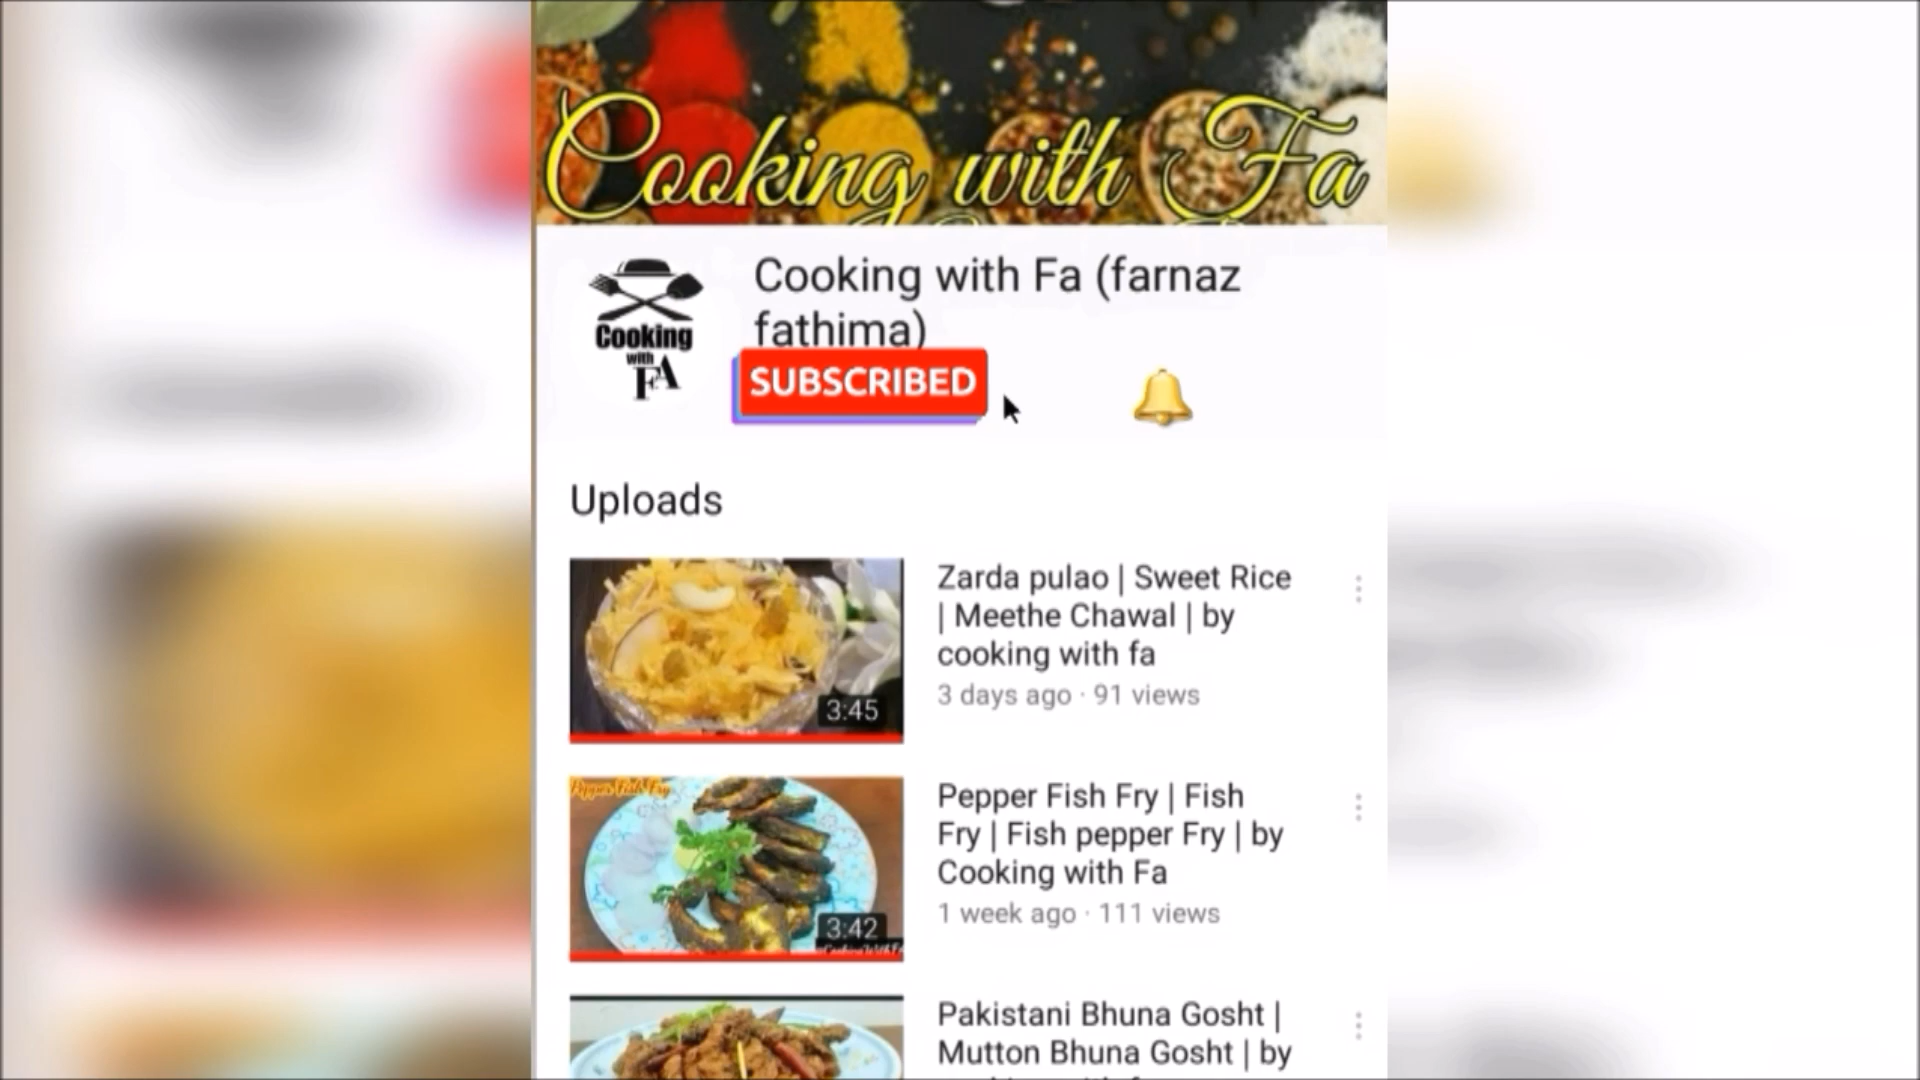 Cooking with Fa
Cooking with Fa (farnaz
fathima)
Cooking
with
FA
SUBSCRIBED
Uploads
Zarda pulao | Sweet Rice
| Meethe Chawal | by
cooking with fa
3 days ago · 91 views
3:45
Pepper Fish Fry
Pepper Fish Fry | Fish
Fry | Fish pepper Fry | by
Cooking with Fa
1 week ago · 111 views
3:42
Pakistani Bhuna Gosht |
Mutton Bhuna Gosht | by